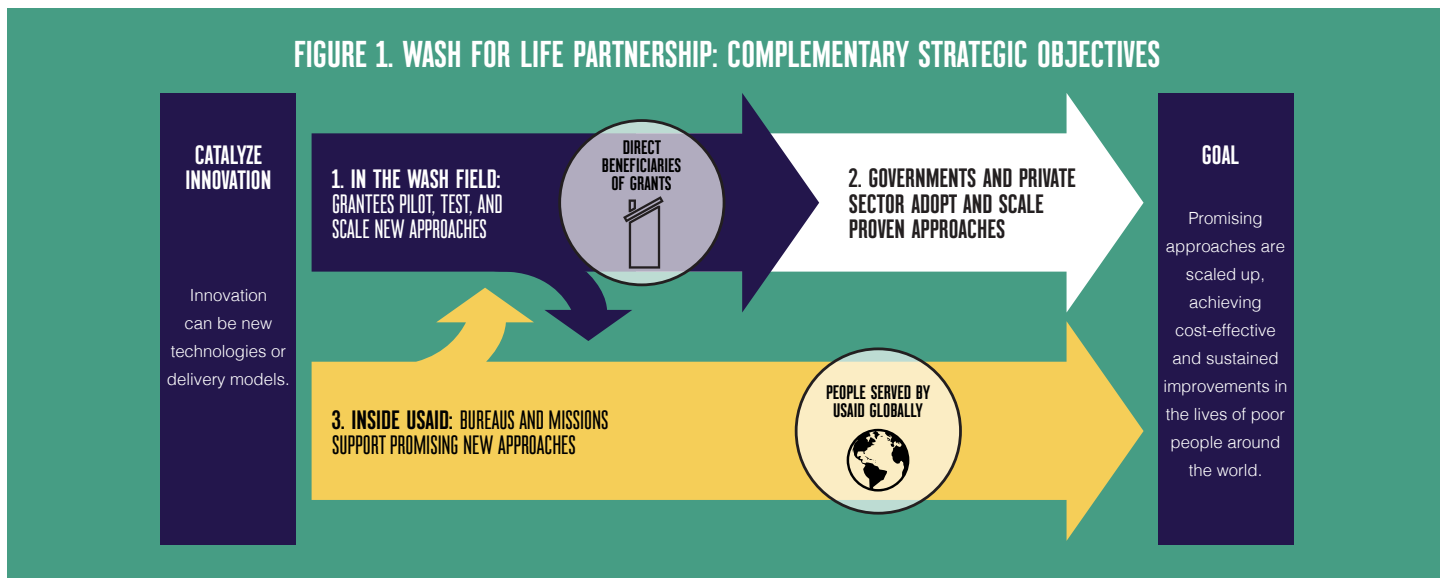 FIGURE 1. WASH FOR LIFE PARTNERSHIP: COMPLEMENTARY STRATEGIC OBJECTIVES
CATALYZE
INNOVATION
Innovation
can be new
technologies or
delivery models.
1. IN THE WASH FIELD:
GRANTEES PILOT, TEST, AND
SCALE NEW APPROACHES
DIRECT
BENEFICIARIES
OF GRANTS
2. GOVERNMENTS AND PRIVATE
SECTOR ADOPT AND SCALE
PROVEN APPROACHES
3. INSIDE USAID: BUREAUS AND MISSIONS
SUPPORT PROMISING NEW APPROACHES
PEOPLE SERVED BY
USAID GLOBALLY
GOAL
Promising
approaches are
scaled up,
achieving
cost-effective
and sustained
improvements in
the lives of poor
people around
the world.